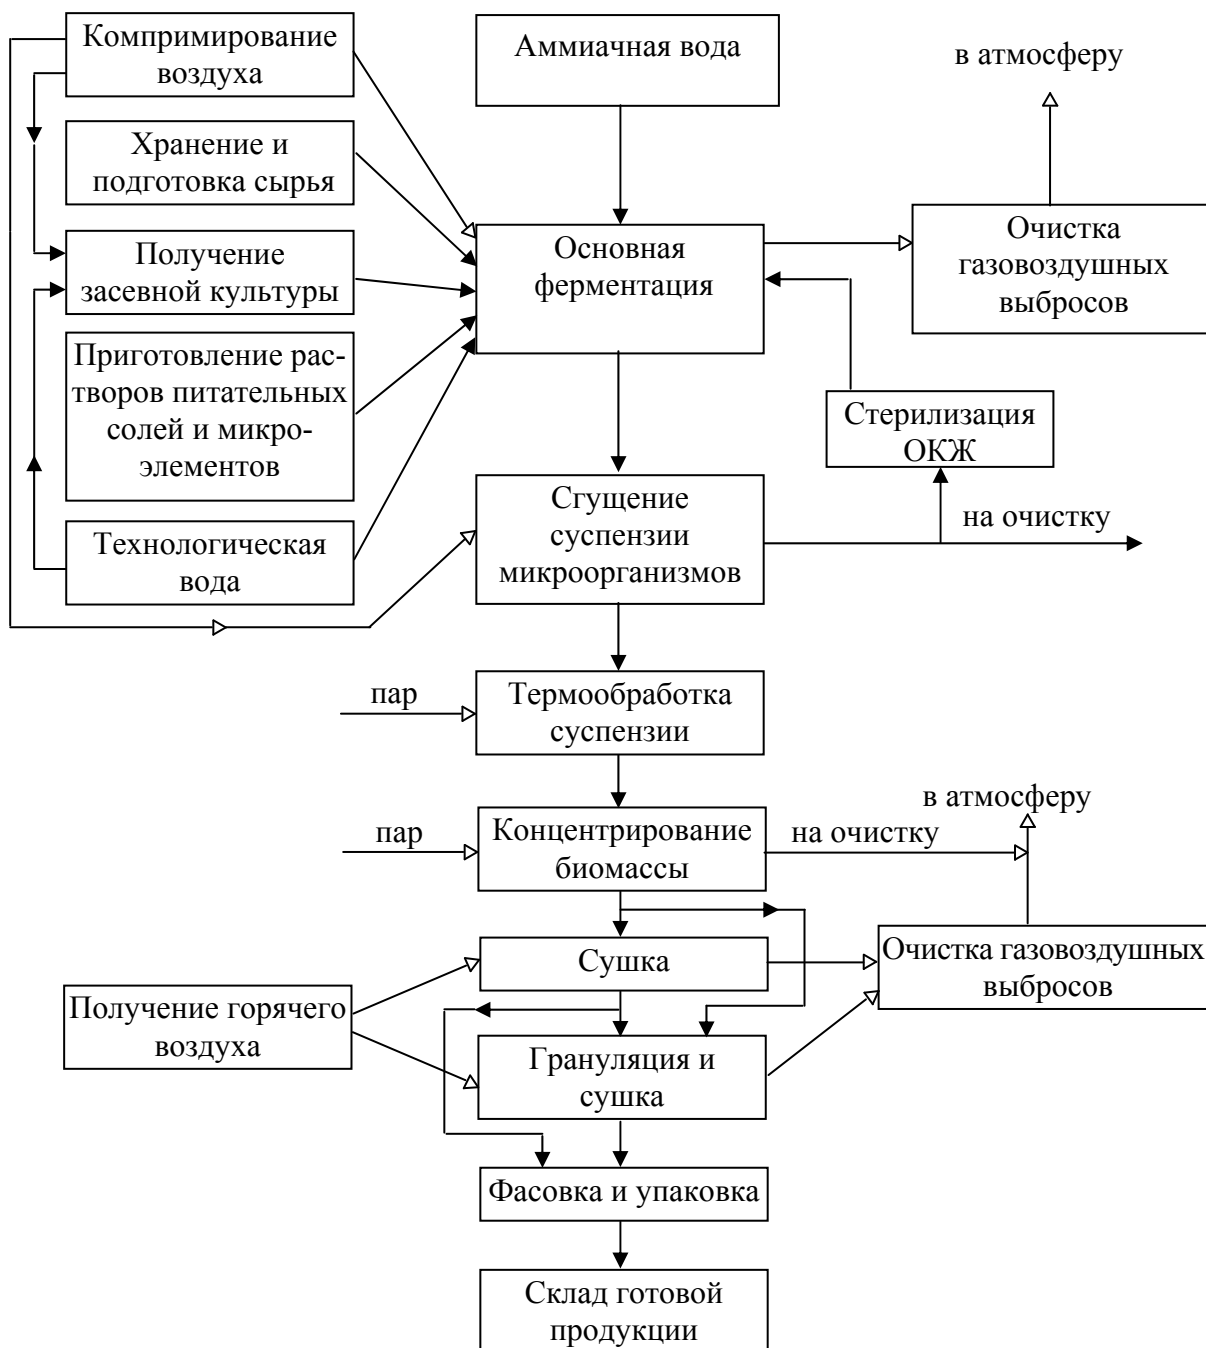 Компримирование
воздуха
Аммиачная вода
в атмосферу
Хранение и
подготовка сырья
Получение
засевной культуры
Основная
ферментация
Очистка
газовоздушных
выбросов
Приготовление рас-
творов питательных
солей и микро-
элементов
Стерилизация
ОКЖ
Технологическая
вода
Сгущение
суспензии
микроорганизмов
на очистку
пар
Термообработка
суспензии
в атмосферу
пар
Концентрирование
биомассы
на очистку
Сушка
Очистка газовоздушных
выбросов
Получение горячего
воздуха
Грануляция и
сушка
Фасовка и упаковка
Склад готовой
продукции